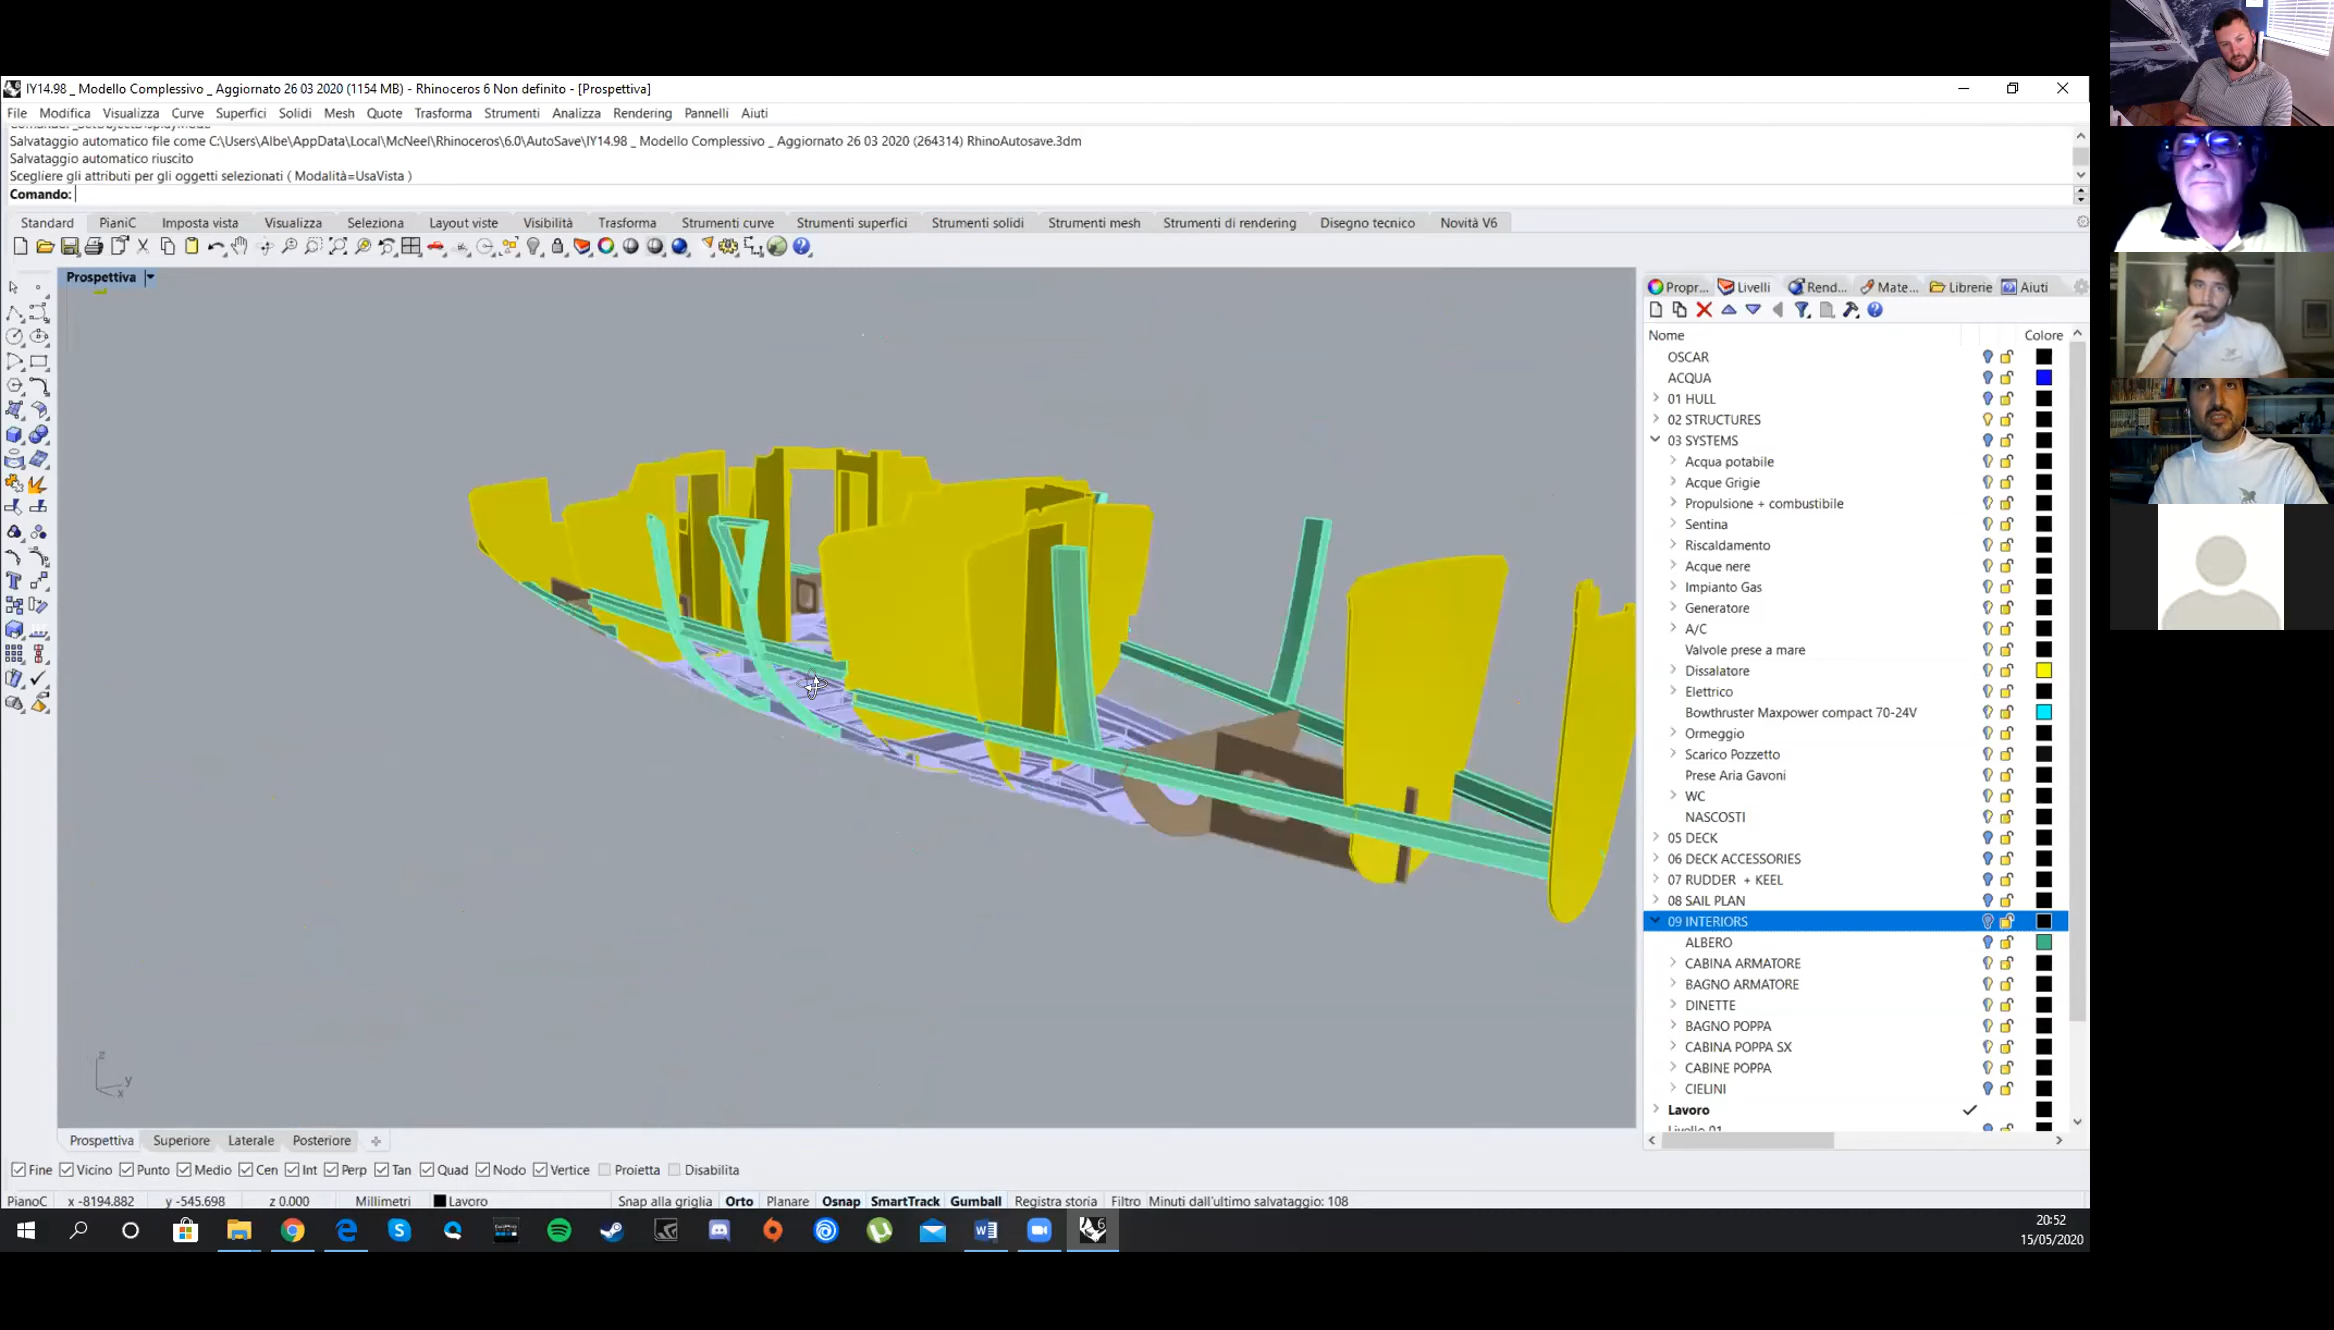 IY14.98 _ Modello Complessivo _ Aggiornato 26 03 2020 (1154 MB) - Rhinoceros 6 Non definito - [Prospettiva]
File Modifica Visualizza Curve Superfici Solidi Mesh Quote Trasforma Strumenti Analizza Rendering Pannelli Aiuti
Salvataggio automatico file come C:\Users\Albe\AppData\Local\McNeel\Rhinoceros\6.0\AutoSave\IY14.98 _ Modello Complessivo _ Aggiornato 26 03 2020 (264314) RhinoAutosave.3dm
Salvataggio automatico riuscito
Scegliere gli attributi per gli oggetti selezionati ( Modalità=UsaVista )
Comando:
Standard PianiC Imposta vista Visualizza Seleziona Layout viste Visibilità Trasforma Strumenti curve Strumenti superfici Strumenti solidi Strumenti mesh Strumenti di rendering Disegno tecnico Novità V6
Prospettiva
Propr... Livelli Rend... Mate... Librerie Aiuti
Nome Colore
OSCAR
ACQUA
01 HULL
02 STRUCTURES
03 SYSTEMS
Acqua potabile
Acque Grigie
Propulsione + combustibile
Sentina
Riscaldamento
Acque nere
Impianto Gas
Generatore
A/C
Valvole prese a mare
Dissalatore
Elettrico
Bowthruster Maxpower compact 70-24V
Ormeggio
Scarico Pozzetto
Prese Aria Gavoni
WC
NASCOSTI
05 DECK
06 DECK ACCESSORIES
07 RUDDER + KEEL
08 SAIL PLAN
09 INTERIORS
ALBERO
CABINA ARMATORE
BAGNO ARMATORE
DINETTE
BAGNO POPPA
CABINA POPPA SX
CABINE POPPA
CIELINI
Lavoro
Livello 01
z
y
x
Prospettiva Superiore Laterale Posteriore
Fine Vicino Punto Medio Cen Int Perp Tan Quad Nodo Vertice Proietta Disabilita
PianoC x -8194.882 y -545.698 z 0.000 Millimetri Lavoro Snap alla griglia Orto Planare Osnap SmartTrack Gumball Registra storia Filtro Minuti dall'ultimo salvataggio: 108
20:52
15/05/2020